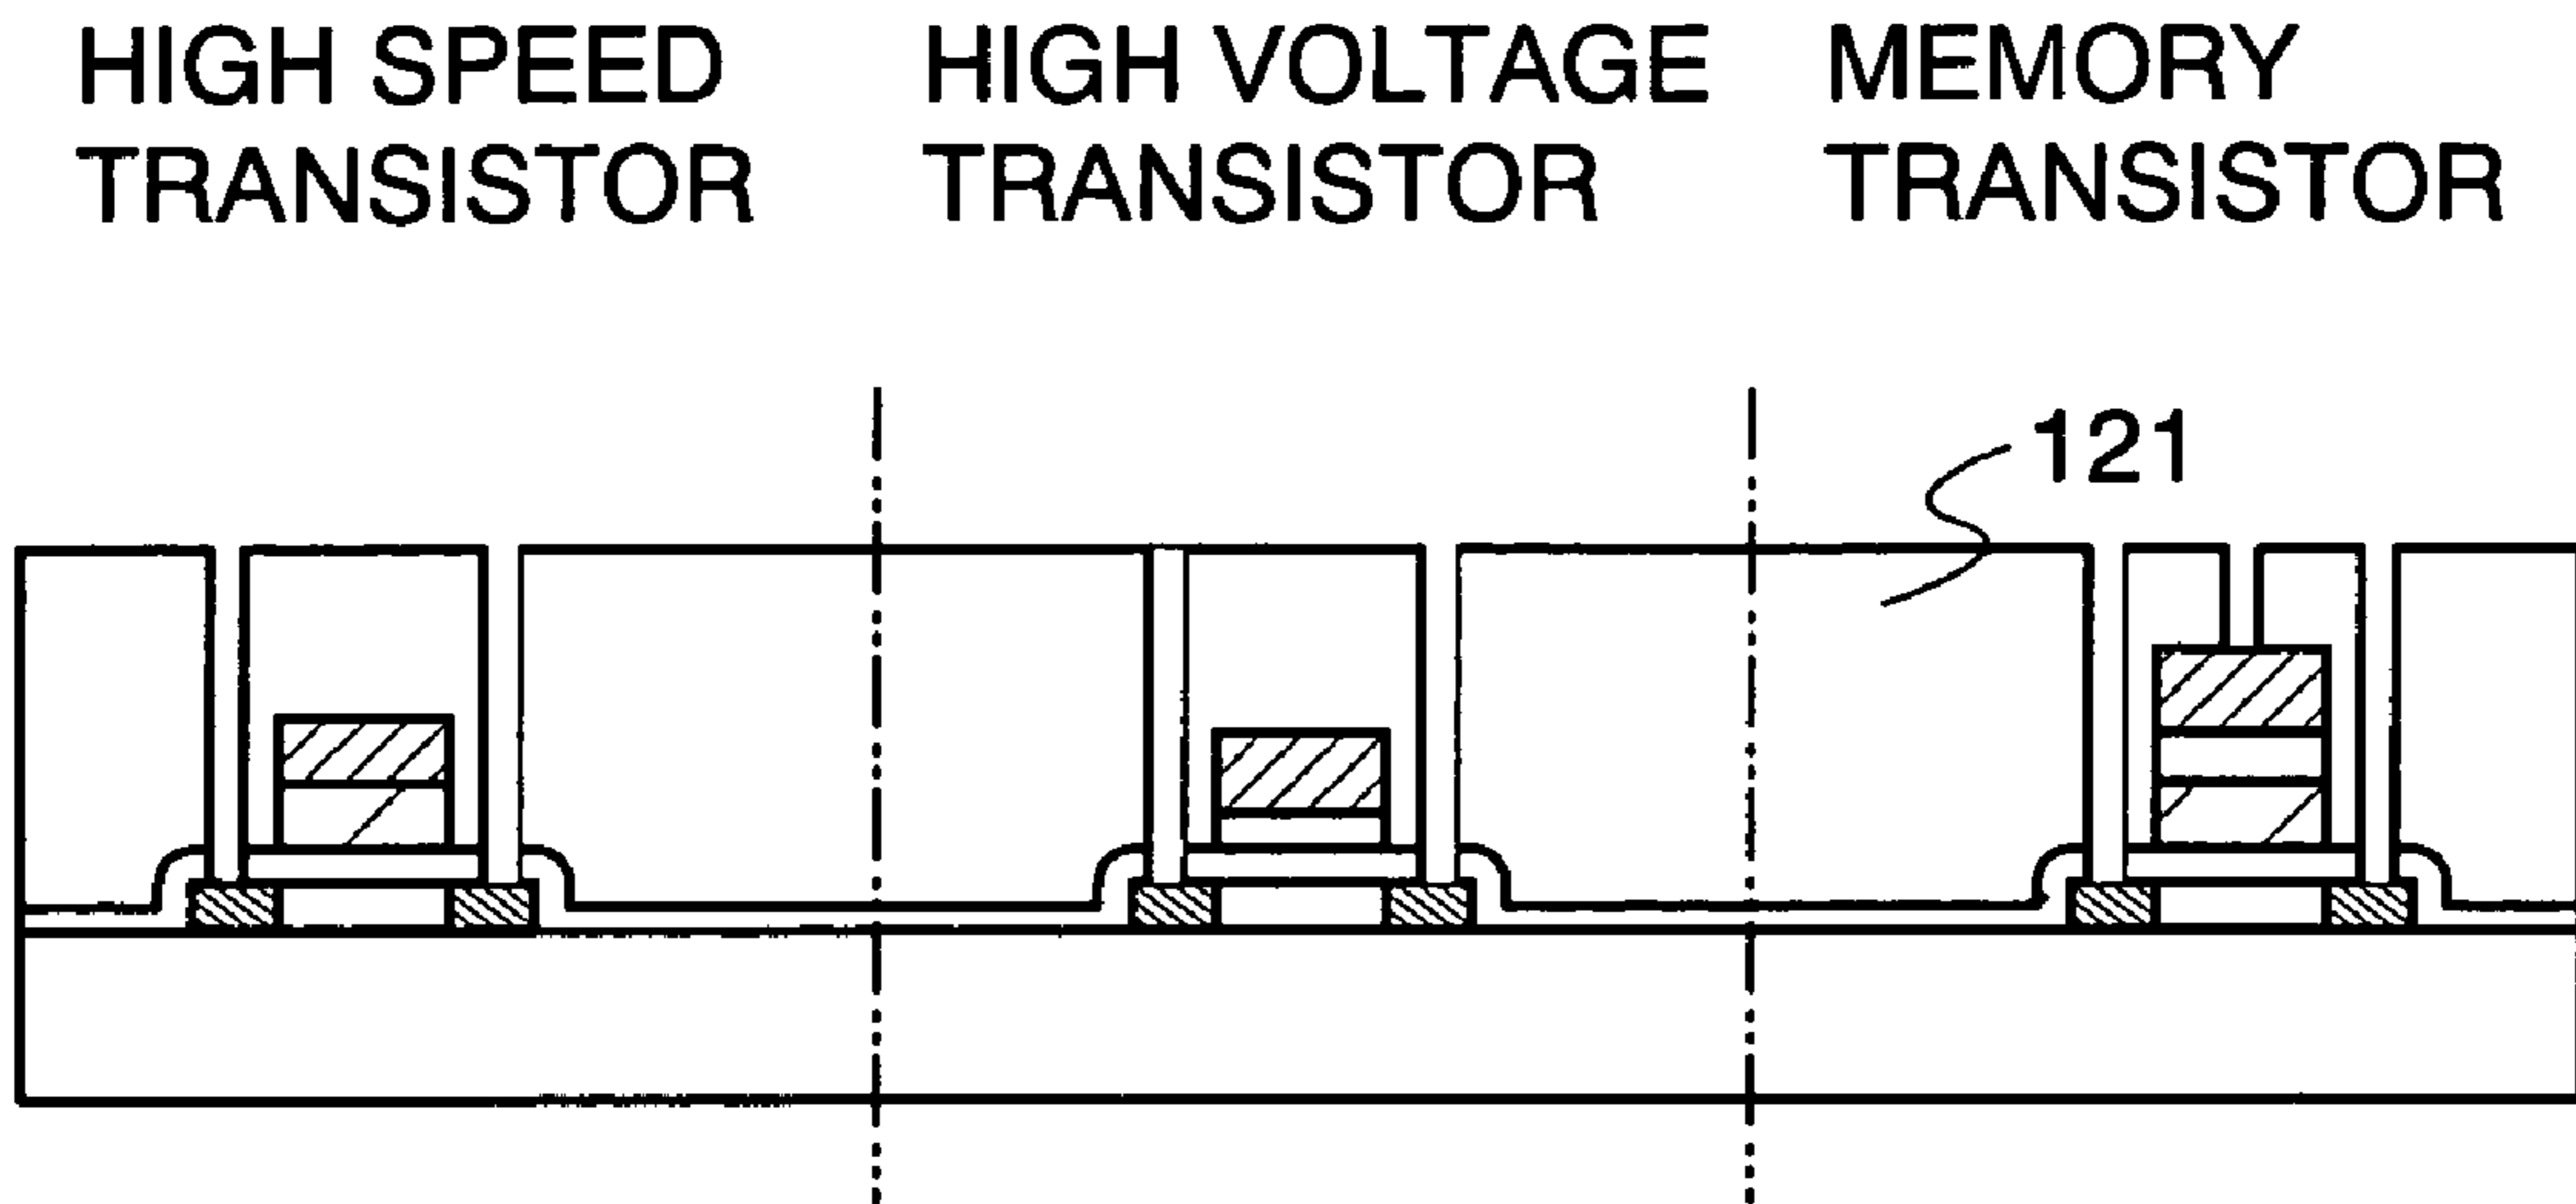 HIGH SPEED
TRANSISTOR
HIGH VOLTAGE
TRANSISTOR
MEMORY
TRANSISTOR
121